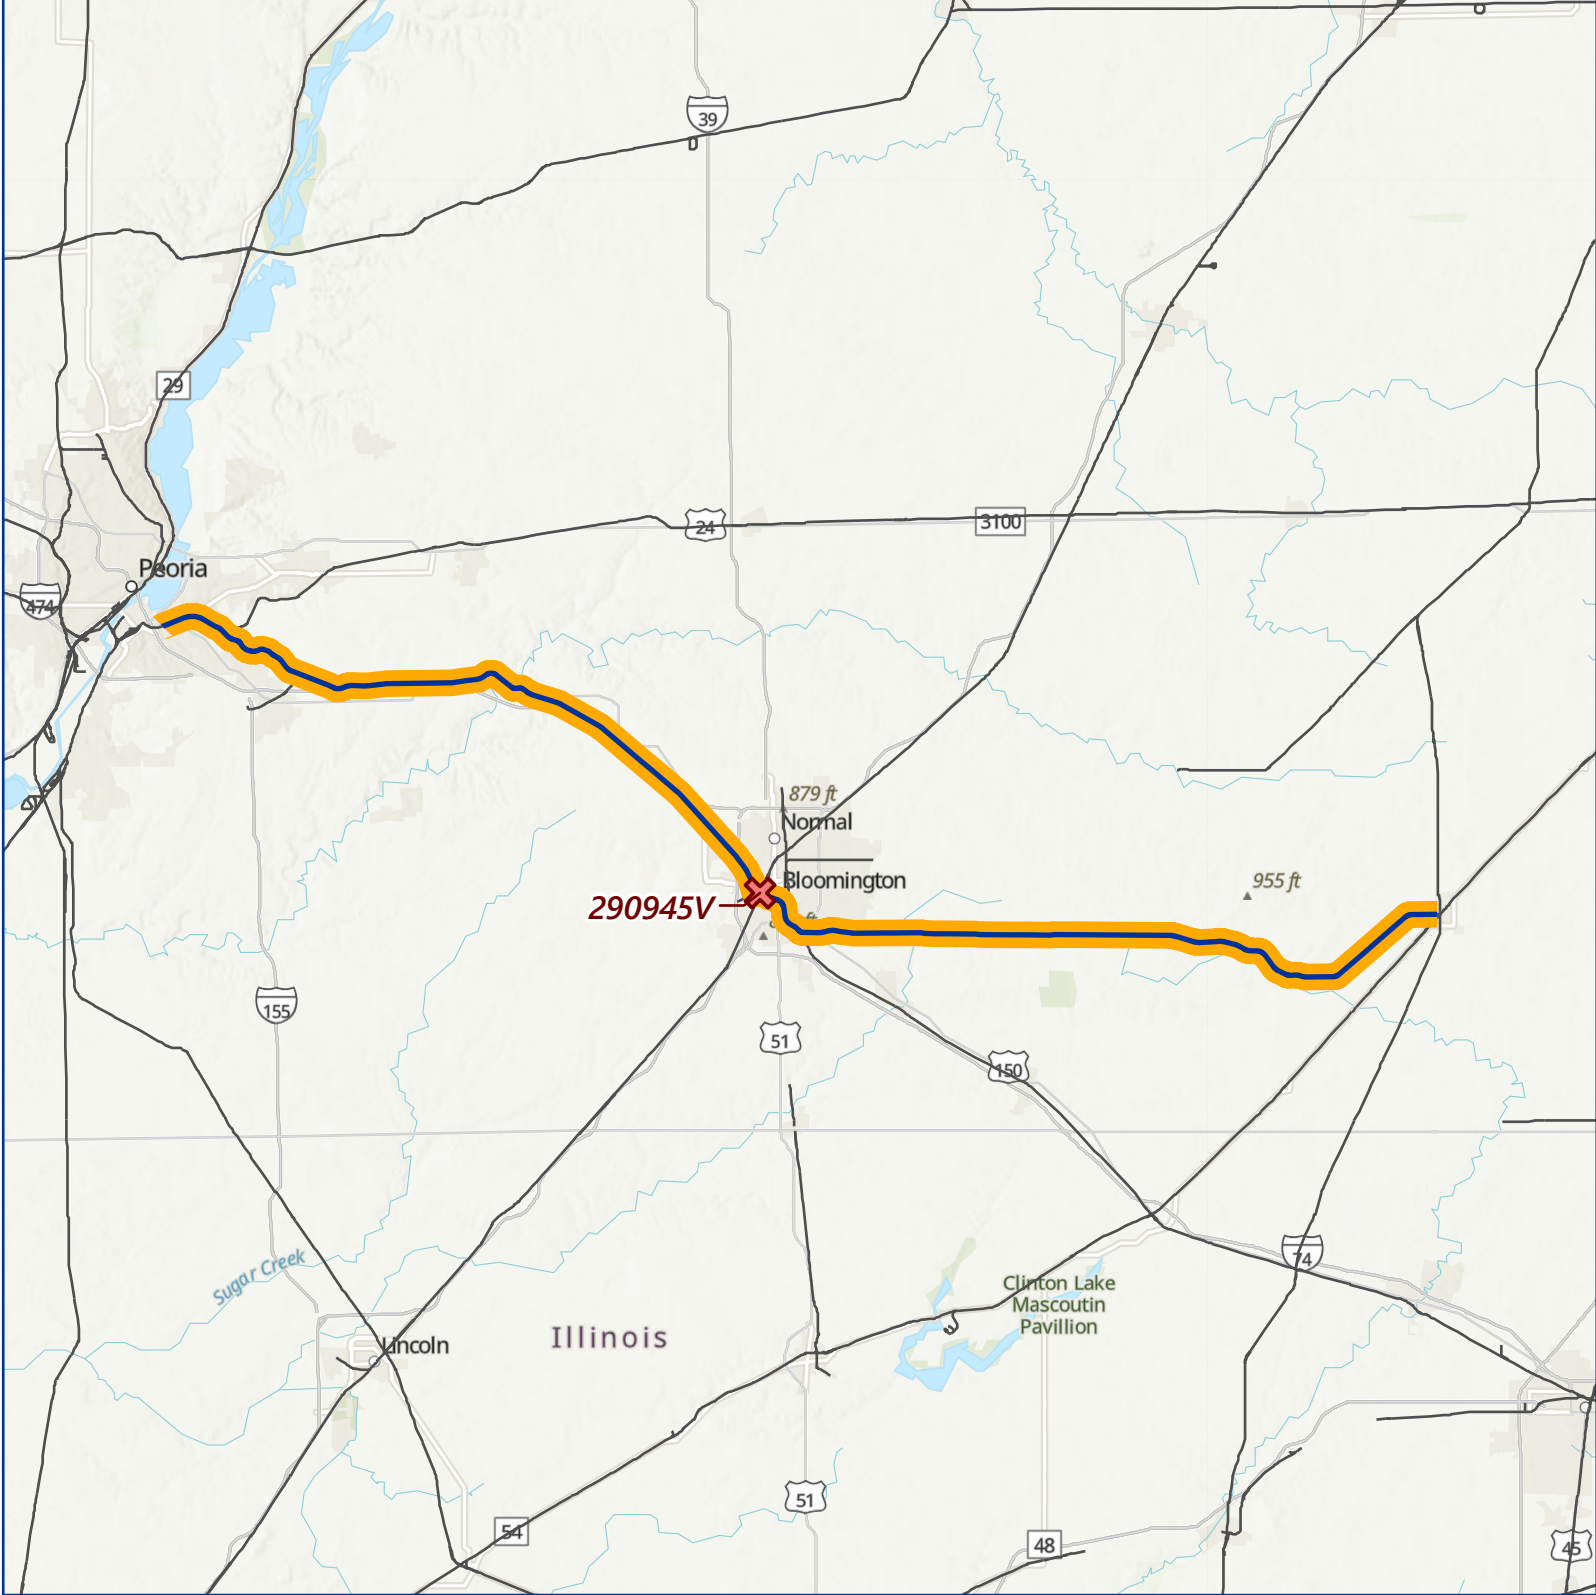 39
29
24
3100
Peoria
474
879 ft
Normal
Bloomington
955 ft
290945V
ft
155
51
150
Sugar Creek
74
Clinton Lake
Mascoutin
Pavillion
Illinois
Lincoln
51
54
48
45